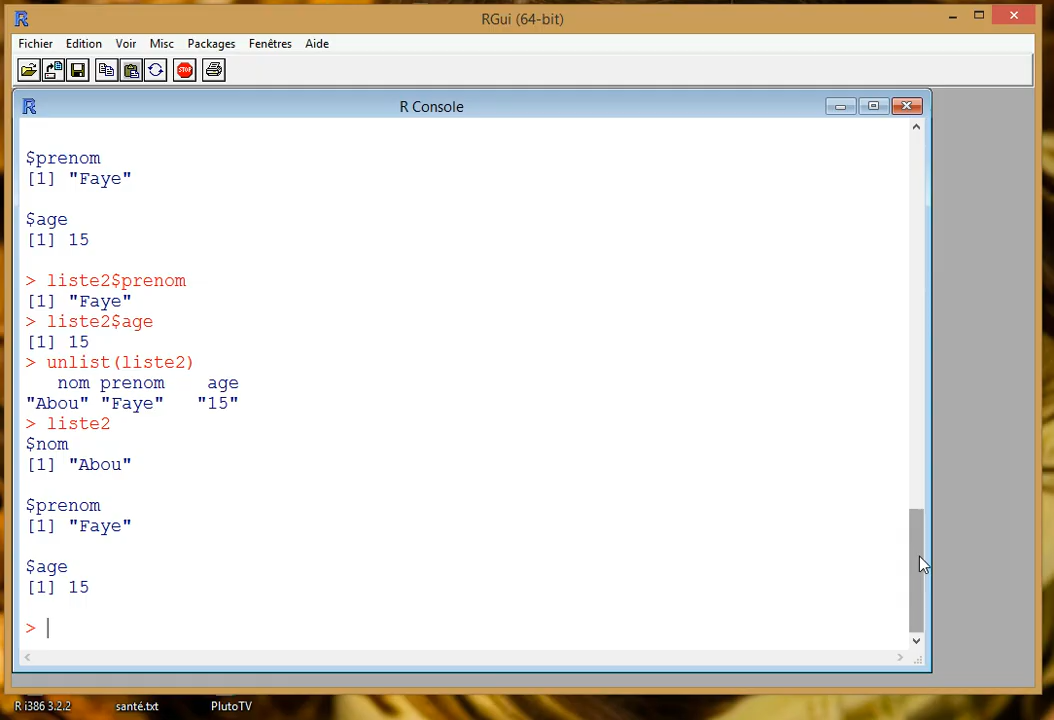 RGui (64-bit)
Fichier Edition Voir Misc Packages Fenêtres Aide
STOP
R Console
$prenom
[1] "Faye"
$age
[1] 15
> liste2$prenom
[1] "Faye"
> liste2$age
[1] 15
> unlist(liste2)
nom prenom age
"Abou" "Faye" "15"
> liste2
$nom
[1] "Abou"
$prenom
[1] "Faye"
$age
[1] 15
>
R i386 3.2.2 santé.txt PlutoTV